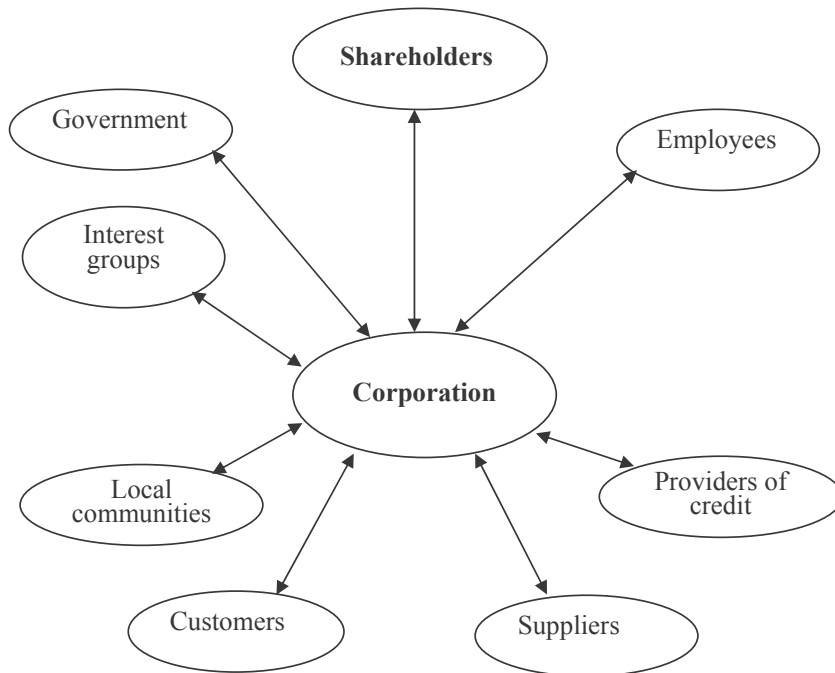 Shareholders
Government
Employees
Interest
groups
Corporation
Local
communities
Providers of
credit
Customers
Suppliers